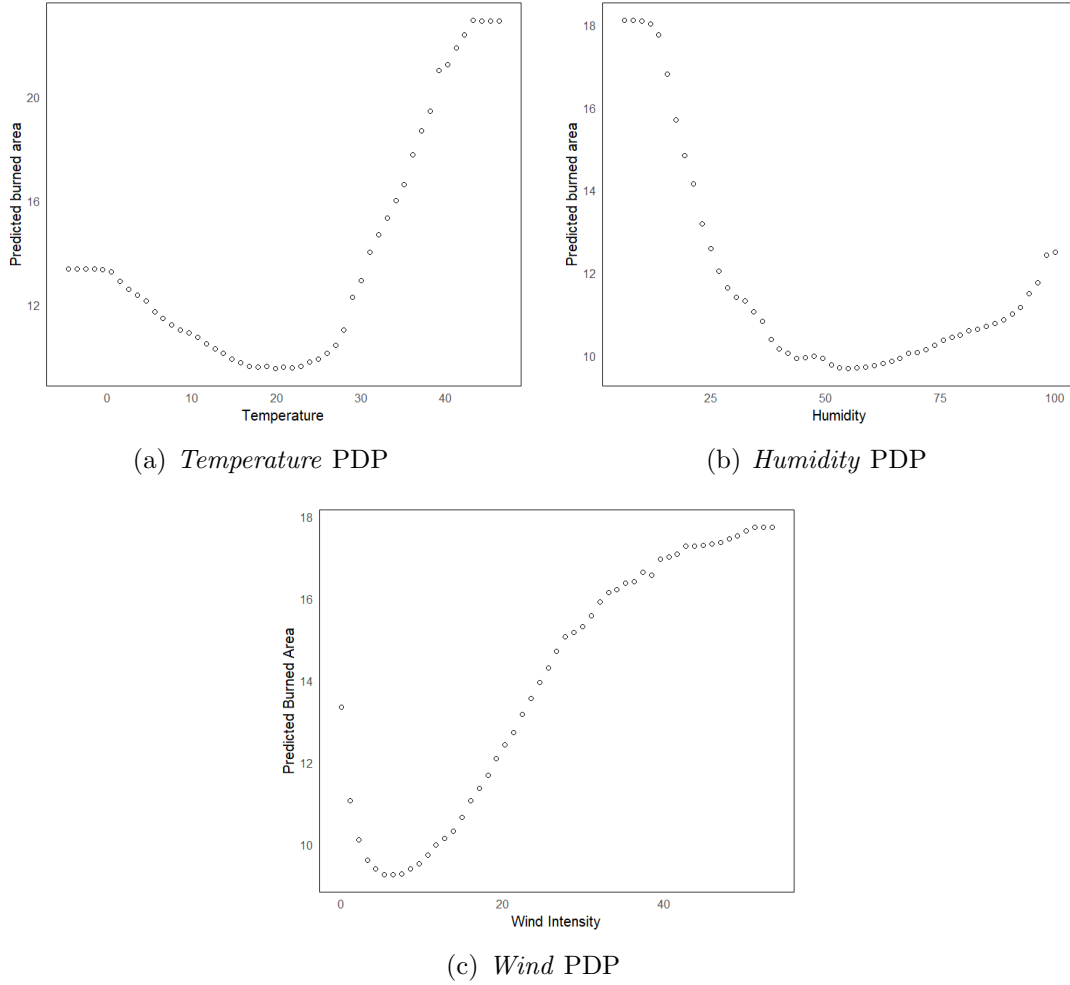 Predicted burned area
20
16
12
0 10 20 30 40
Temperature
(a) Temperature PDP
Predicted burned area
18
16
14
12
10
25 50 75 100
Humidity
(b) Humidity PDP
Predicted Burned Area
18
16
14
12
10
0 20 40
Wind Intensity
(c) Wind PDP